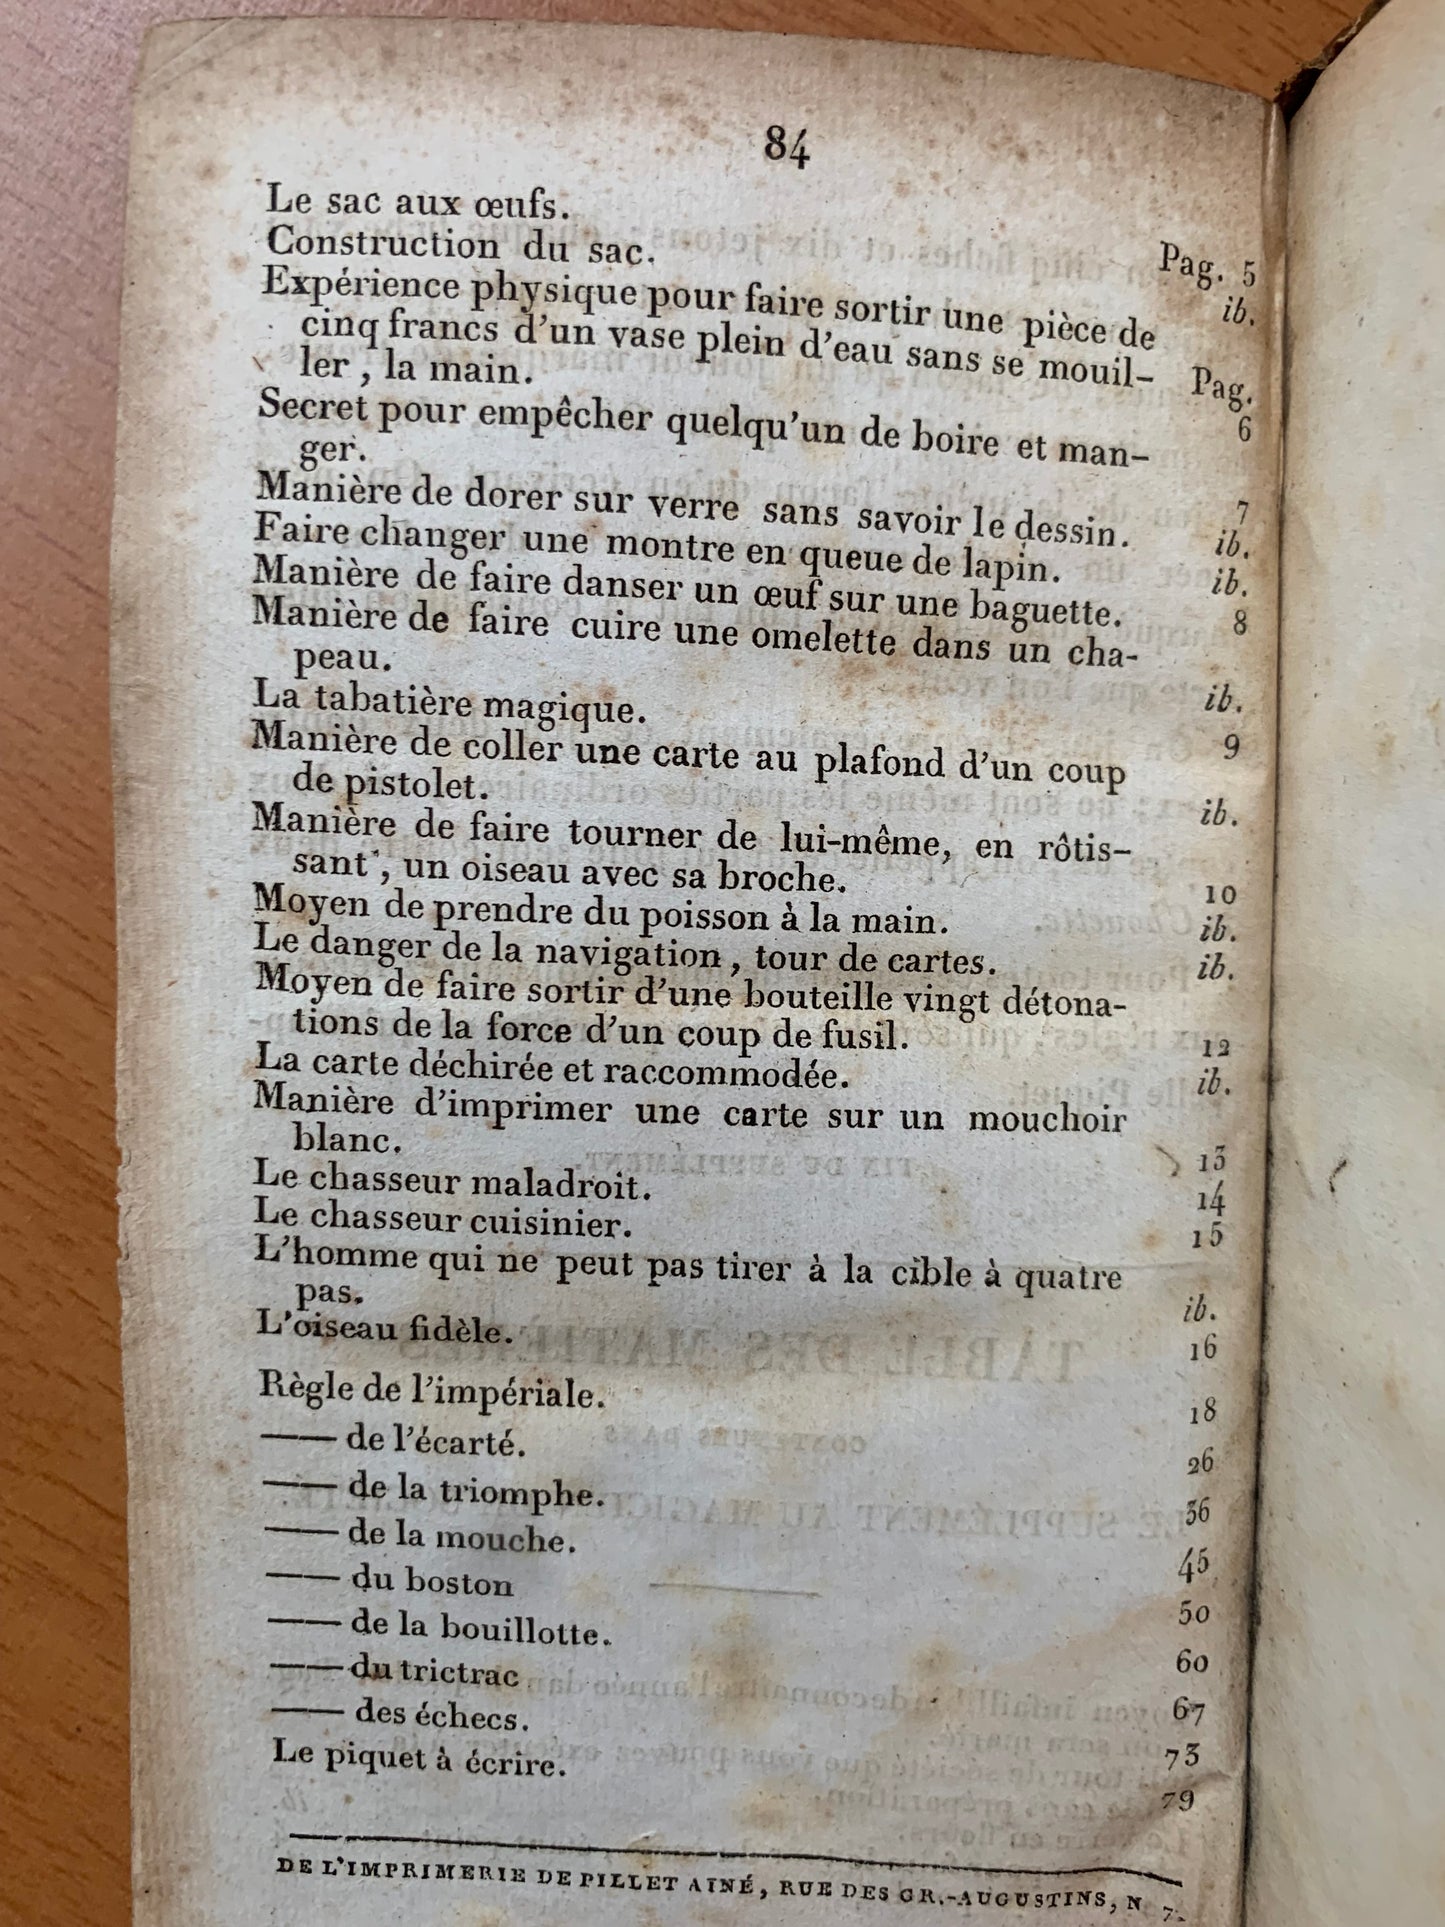 84
Le sac aux œufs. Pag. 5
Construction du sac. ib.
Expérience physique pour faire sortir une pièce de
cinq francs d'un vase plein d'eau sans se mouil- Pag.
ler, la main. 6
Secret pour empêcher quelqu'un de boire et man-
ger. 7
Manière de dorer sur verre sans savoir le dessin. ib.
Faire changer une montre en queue de lapin. ib.
Manière de faire danser un œuf sur une baguette. 8
Manière de faire cuire une omelette dans un cha-
peau. ib.
La tabatière magique. 9
Manière de coller une carte au plafond d'un coup
de pistolet. ib.
Manière de faire tourner de lui-même, en rôtis-
sant, un oiseau avec sa broche. 10
Moyen de prendre du poisson à la main. ib.
Le danger de la navigation, tour de cartes. ib.
Moyen de faire sortir d'une bouteille vingt détona-
tions de la force d'un coup de fusil. 12
La carte déchirée et raccommodée. ib.
Manière d'imprimer une carte sur un mouchoir
blanc. 13
Le chasseur maladroit. 14
Le chasseur cuisinier. 15
L'homme qui ne peut pas tirer à la cible à quatre
pas. ib.
L'oiseau fidèle. 16
Règle de l'impériale. 18
—— de l'écarté. 26
—— de la triomphe. 36
—— de la mouche. 45
—— du boston 50
—— de la bouillotte. 60
—— du trictrac 67
—— des échecs. 73
Le piquet à écrire. 79
DE L'IMPRIMERIE DE PILLET AÎNÉ, RUE DES GR.-AUGUSTINS, N 7.